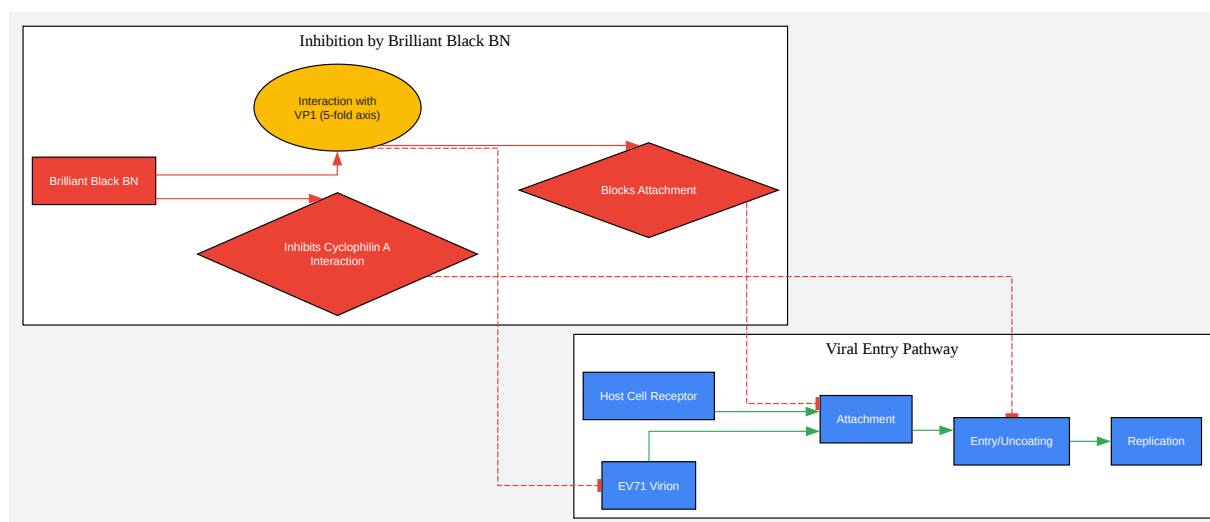 Inhibition by Brilliant Black BN
Interaction with
VP1 (5-fold axis)
Brilliant Black BN
Blocks Attachment
Inhibits Cyclophilin A
Interaction
Viral Entry Pathway
Host Cell Receptor
Attachment
Entry/Uncoating
Replication
EV71 Virion